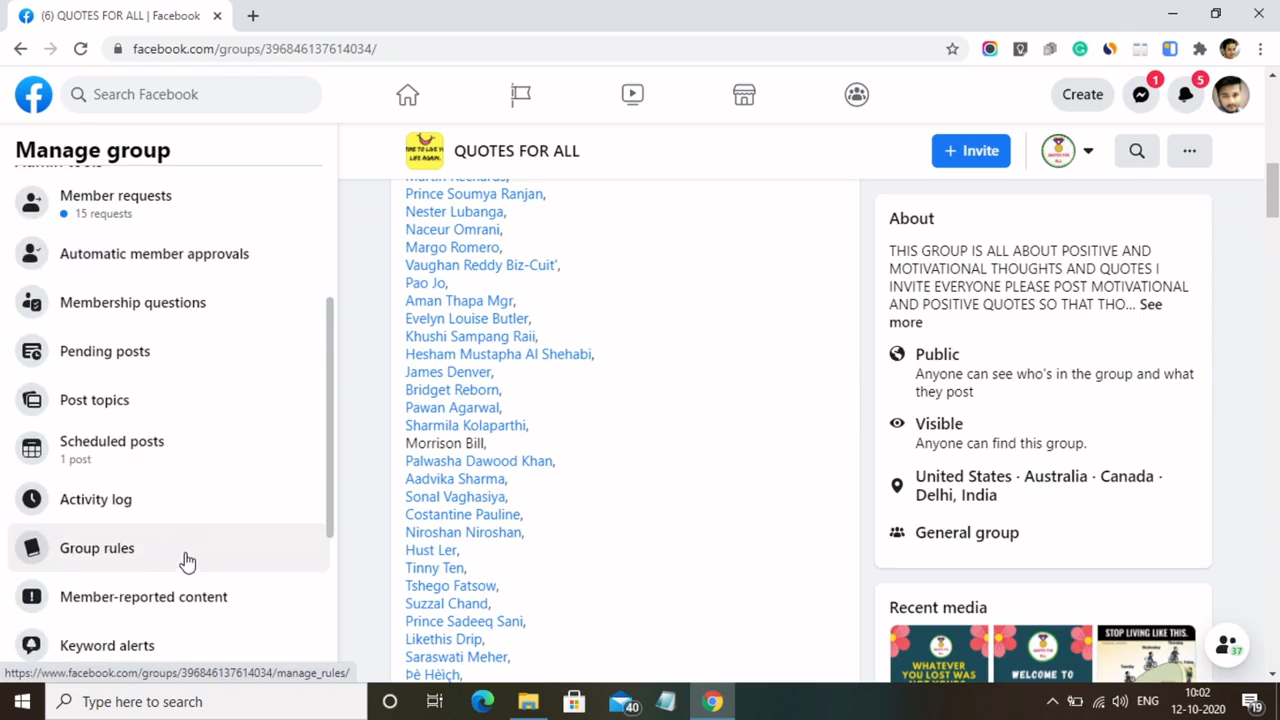 (6) QUOTES FOR ALL | Facebook
facebook.com/groups/396846137614034/
Search Facebook
Create
1
5
Manage group
QUOTES FOR ALL
+ Invite
Member requests
15 requests
Automatic member approvals
Membership questions
Pending posts
Post topics
Scheduled posts
1 post
Activity log
Group rules
Member-reported content
Keyword alerts
https://www.facebook.com/groups/396846137614034/manage_rules/
Prince Soumya Ranjan,
Nester Lubanga,
Naceur Omrani,
Margo Romero,
Vaughan Reddy Biz-Cuit',
Pao Jo,
Aman Thapa Mgr,
Evelyn Louise Butler,
Khushi Sampang Raii,
Hesham Mustapha Al Shehabi,
James Denver,
Bridget Reborn,
Pawan Agarwal,
Sharmila Kolaparthi,
Morrison Bill,
Palwasha Dawood Khan,
Aadvika Sharma,
Sonal Vaghasiya,
Costantine Pauline,
Niroshan Niroshan,
Hust Ler,
Tinny Ten,
Tshego Fatsow,
Suzzal Chand,
Prince Sadeeq Sani,
Likethis Drip,
Saraswati Meher,
Þè Hèìçh,
About
THIS GROUP IS ALL ABOUT POSITIVE AND
MOTIVATIONAL THOUGHTS AND QUOTES I
INVITE EVERYONE PLEASE POST MOTIVATIONAL
AND POSITIVE QUOTES SO THAT THO... See
more
Public
Anyone can see who's in the group and what
they post
Visible
Anyone can find this group.
United States · Australia · Canada ·
Delhi, India
General group
Recent media
WHATEVER
YOU LOST WAS
WELCOME TO
STOP LIVING LIKE THIS.
37
Type here to search
40
ENG
10:02
12-10-2020
19